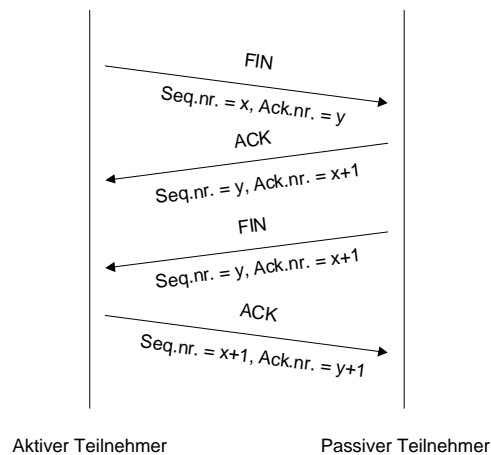 FIN
Seq.nr. = x, Ack.nr. = y
ACK
Seq.nr. = y, Ack.nr. = x+1
FIN
Seq.nr. = y, Ack.nr. = x+1
ACK
Seq.nr. = x+1, Ack.nr. = y+1
Aktiver Teilnehmer
Passiver Teilnehmer